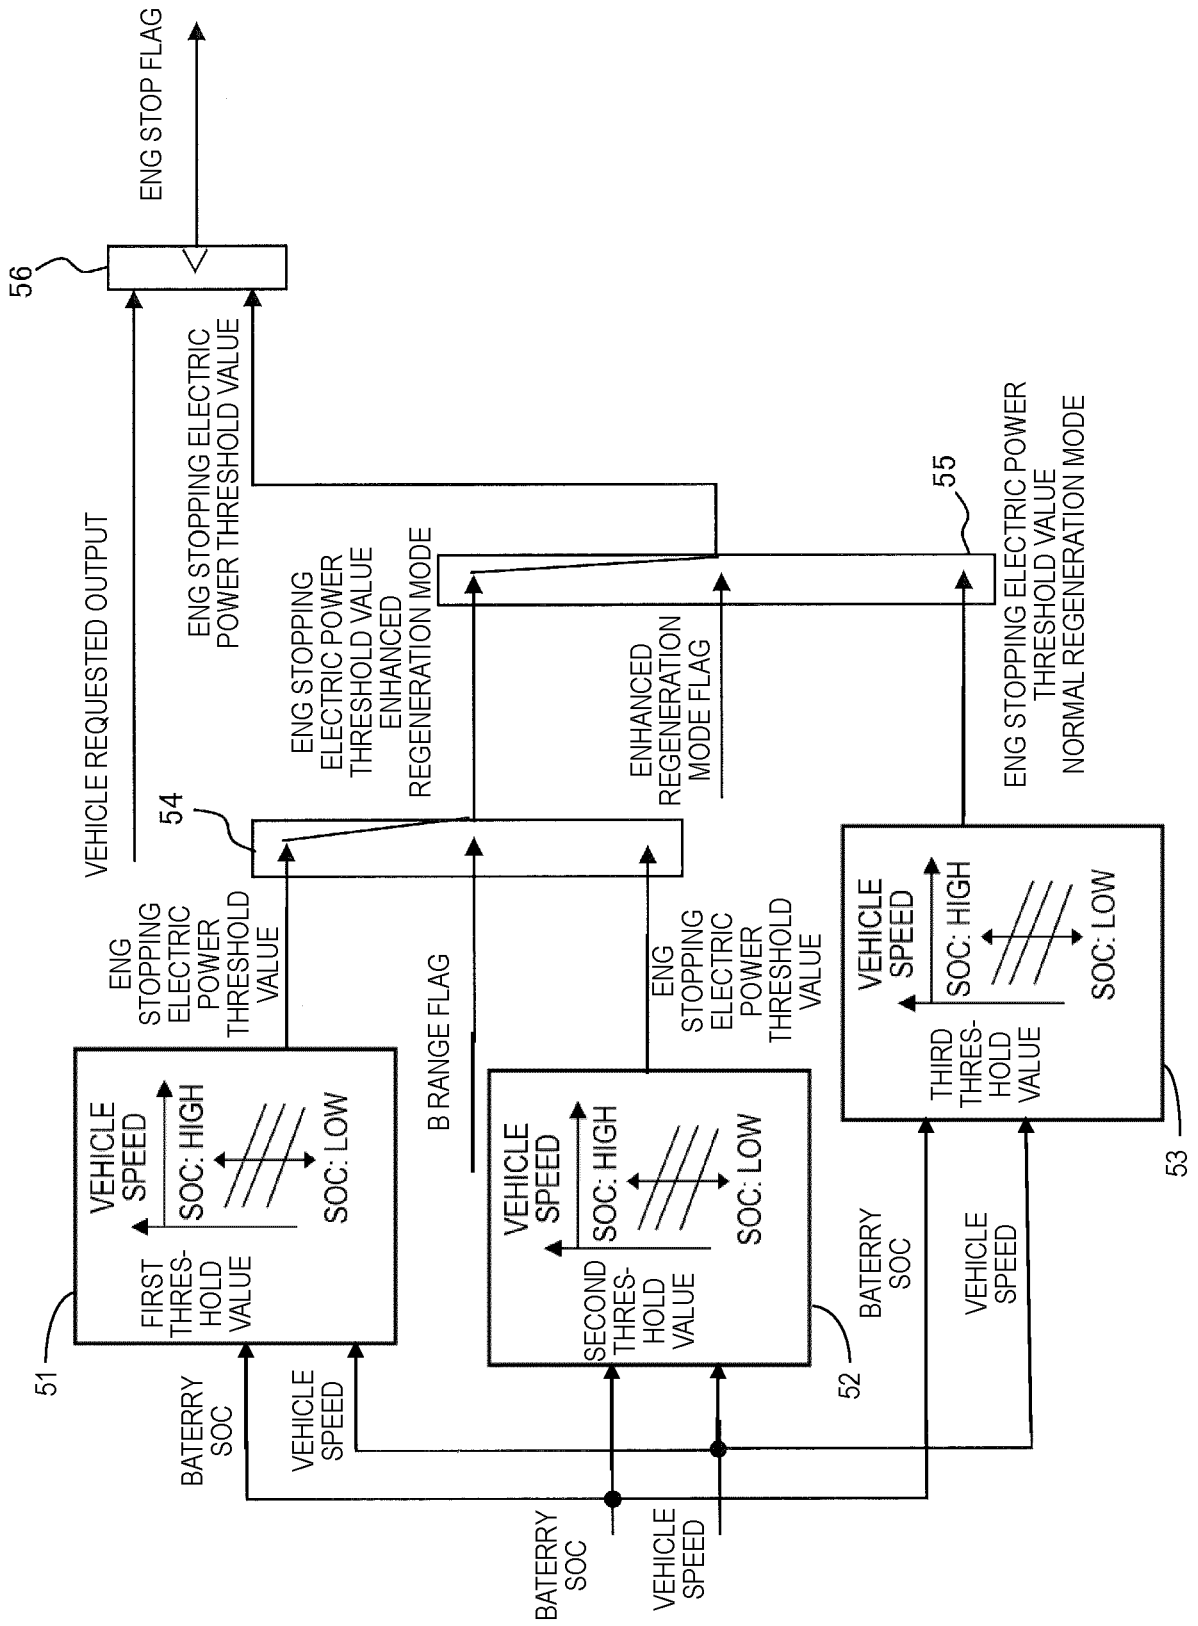 ENG STOP FLAG
56
VEHICLE REQUESTED OUTPUT
ENG STOPPING ELECTRIC
POWER THRESHOLD VALUE
54
ENG STOPPING
ELECTRIC POWER
THRESHOLD VALUE
ENHANCED
REGENERATION MODE
ENHANCED
REGENERATION
MODE FLAG
55
ENG STOPPING ELECTRIC POWER
THRESHOLD VALUE
NORMAL REGENERATION MODE
ENG
STOPPING
ELECTRIC
POWER
THRESHOLD
VALUE
B RANGE FLAG
ENG
STOPPING
ELECTRIC
POWER
THRESHOLD
VALUE
51
FIRST
THRES-
HOLD
VALUE
VEHICLE
SPEED
SOC: HIGH
SOC: LOW
52
SECOND
THRES-
HOLD
VALUE
VEHICLE
SPEED
SOC: HIGH
SOC: LOW
53
THIRD
THRES-
HOLD
VALUE
VEHICLE
SPEED
SOC: HIGH
SOC: LOW
BATERRY
SOC
VEHICLE
SPEED
BATERRY
SOC
VEHICLE
SPEED
BATERRY
SOC
VEHICLE
SPEED